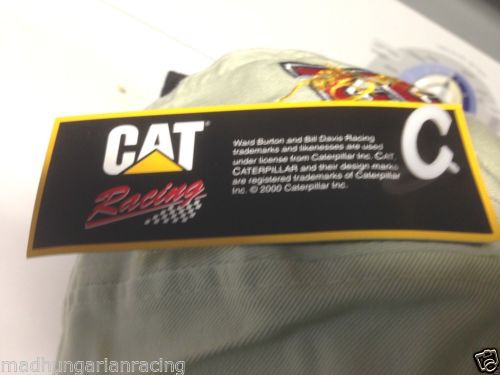 CAT
Racing
Ward Burton and Bill Davis Racing
trademarks and likenesses are used
under license from Caterpillar Inc. CAT,
CATERPILLAR and their design marks
are registered trademarks of Caterpillar
Inc. © 2000 Caterpillar Inc.
madhungarianracing